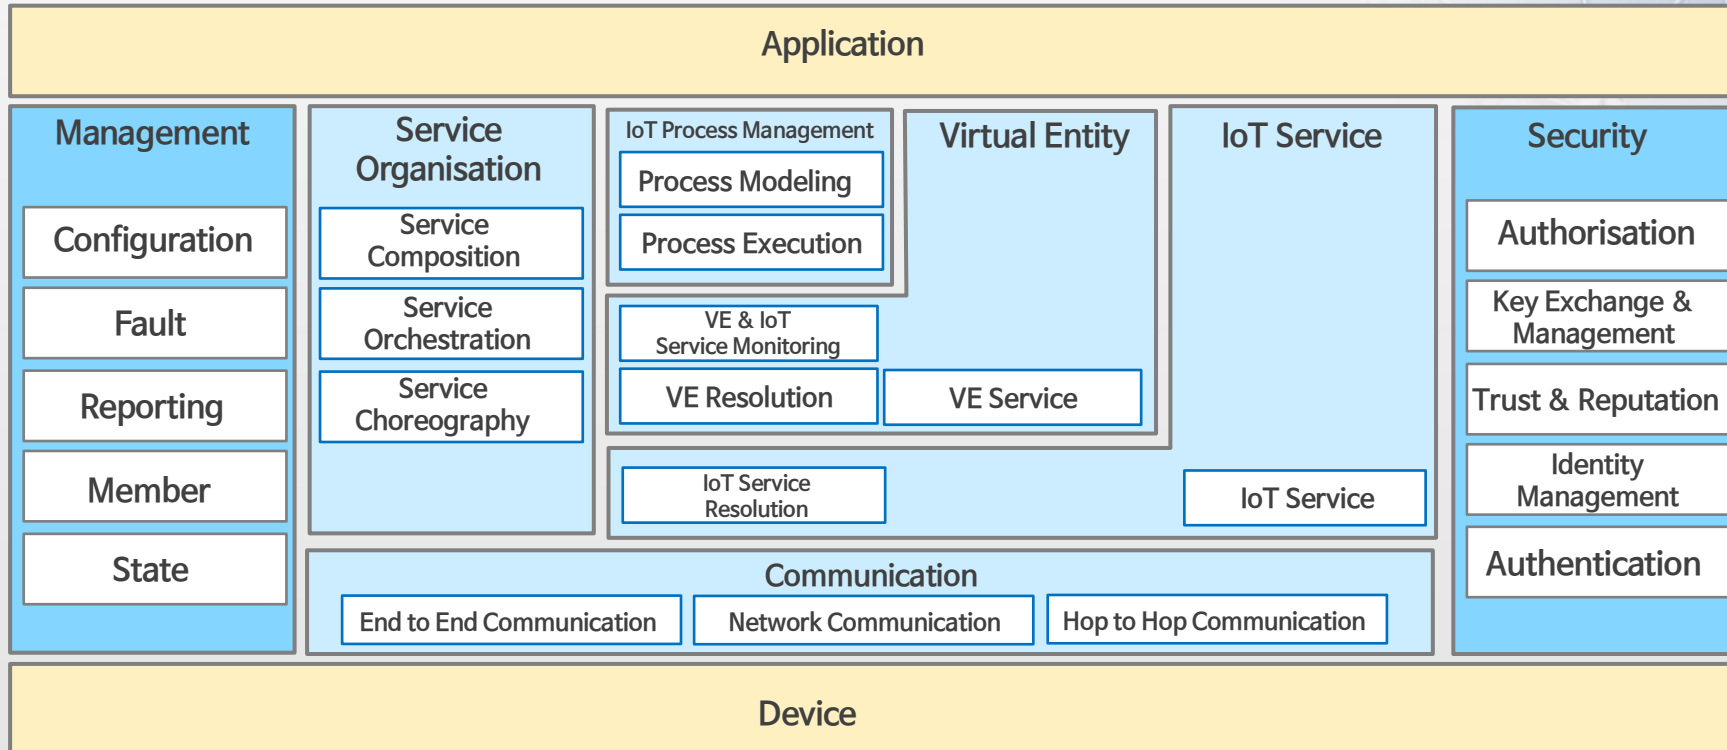 Application
Management
Configuration
Fault
Reporting
Member
State
Service
Organisation
Service
Composition
Service
Orchestration
Service
Choreography
IoT Process Management
Process Modeling
Process Execution
Virtual Entity
VE & IoT
Service Monitoring
VE Resolution
VE Service
IoT Service
IoT Service
Resolution
IoT Service
Communication
End to End Communication
Network Communication
Hop to Hop Communication
Security
Authorisation
Key Exchange &
Management
Trust & Reputation
Identity
Management
Authentication
Device